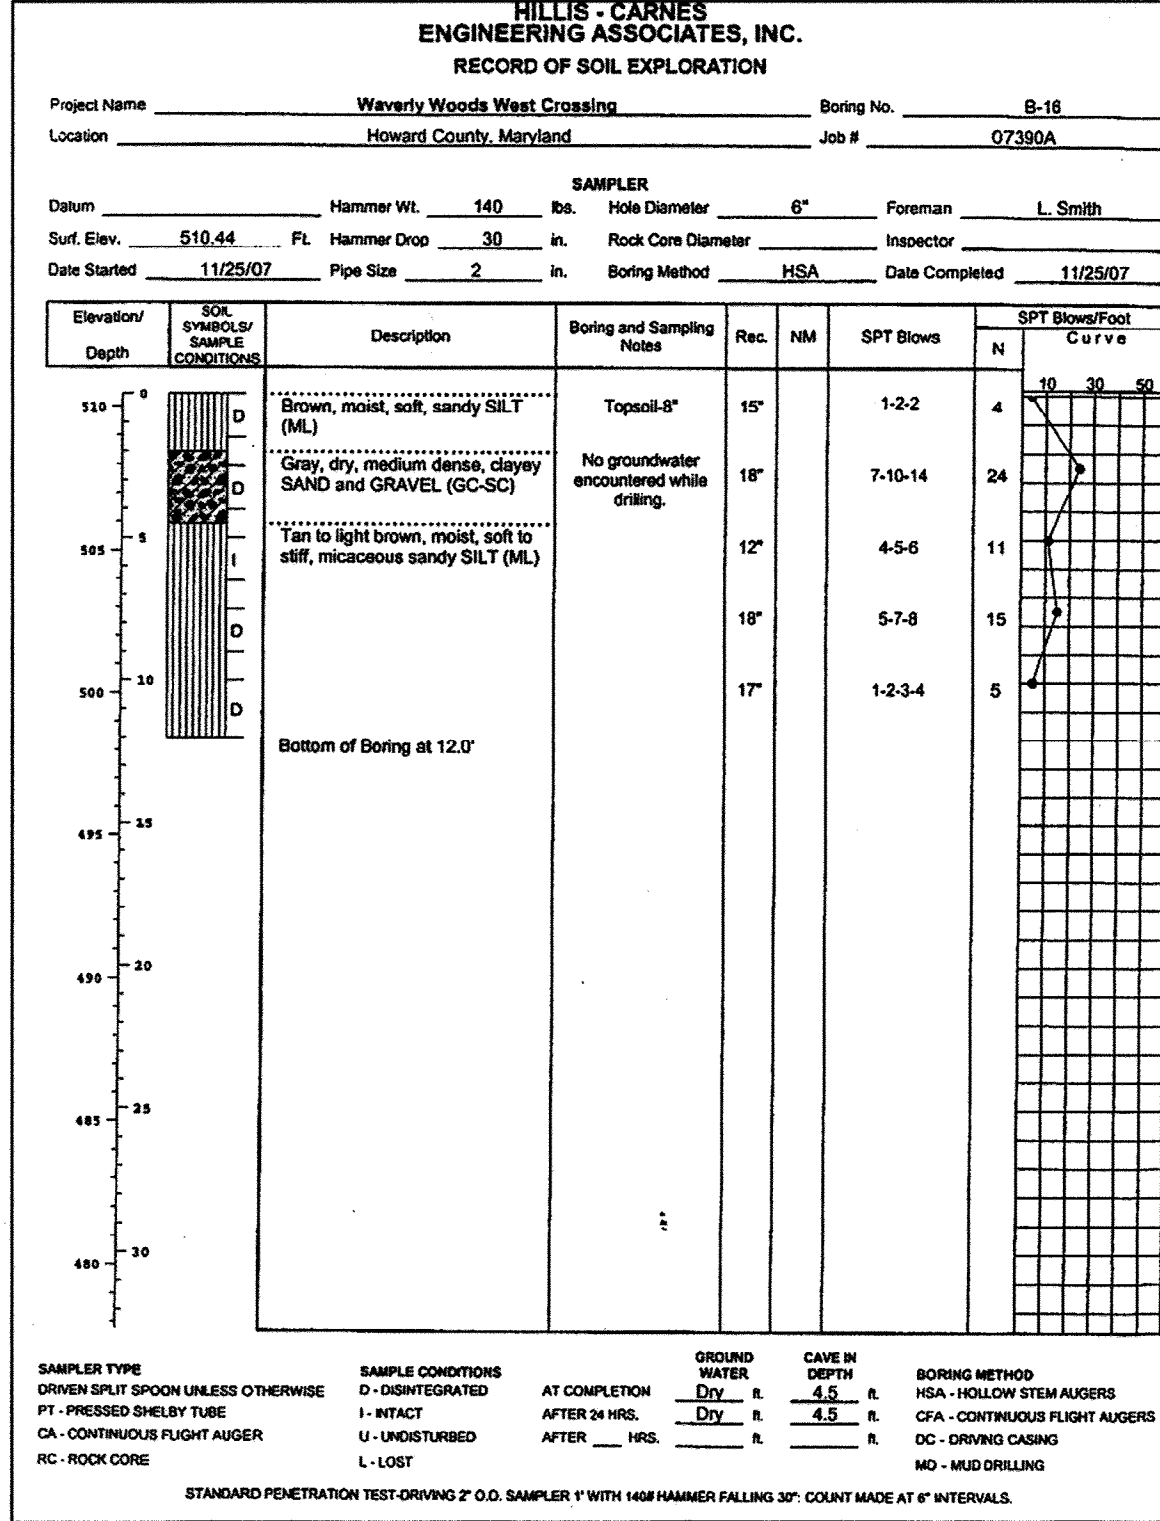 HILLIS - CARNES
ENGINEERING ASSOCIATES, INC.
RECORD OF SOIL EXPLORATION
Project Name Waverly Woods West Crossing Boring No. B-16
Location Howard County, Maryland Job # 07390A
SAMPLER
Datum Hammer Wt. 140 lbs. Hole Diameter 6" Foreman L. Smith
Surf. Elev. 510.44 Ft. Hammer Drop 30 in. Rock Core Diameter Inspector
Date Started 11/25/07 Pipe Size 2 in. Boring Method HSA Date Completed 11/25/07
Elevation/ Depth SOIL SYMBOLS/ SAMPLE CONDITIONS Description Boring and Sampling Notes Rec. NM SPT Blows SPT Blows/Foot
N Curve
10 30 50
510 0 D Brown, moist, soft, sandy SILT Topsoil-8" 15" 1-2-2 4
(ML)
Gray, dry, medium dense, clayey No groundwater
D SAND and GRAVEL (GC-SC) encountered while 18" 7-10-14 24
drilling.
505 5 Tan to light brown, moist, soft to 12" 4-5-6 11
I stiff, micaceous sandy SILT (ML)
D 18" 5-7-8 15
500 10 17" 1-2-3-4 5
D
Bottom of Boring at 12.0'
495 15
490 20
485 25
480 30
GROUND CAVE IN
SAMPLER TYPE SAMPLE CONDITIONS WATER DEPTH BORING METHOD
DRIVEN SPLIT SPOON UNLESS OTHERWISE D - DISINTEGRATED AT COMPLETION Dry ft. 4.5 ft. HSA - HOLLOW STEM AUGERS
PT - PRESSED SHELBY TUBE I - INTACT AFTER 24 HRS. Dry ft. 4.5 ft. CFA - CONTINUOUS FLIGHT AUGERS
CA - CONTINUOUS FLIGHT AUGER U - UNDISTURBED AFTER ___ HRS. ft. ft. DC - DRIVING CASING
RC - ROCK CORE L - LOST MD - MUD DRILLING
STANDARD PENETRATION TEST-DRIVING 2" O.D. SAMPLER 1' WITH 140# HAMMER FALLING 30": COUNT MADE AT 6" INTERVALS.